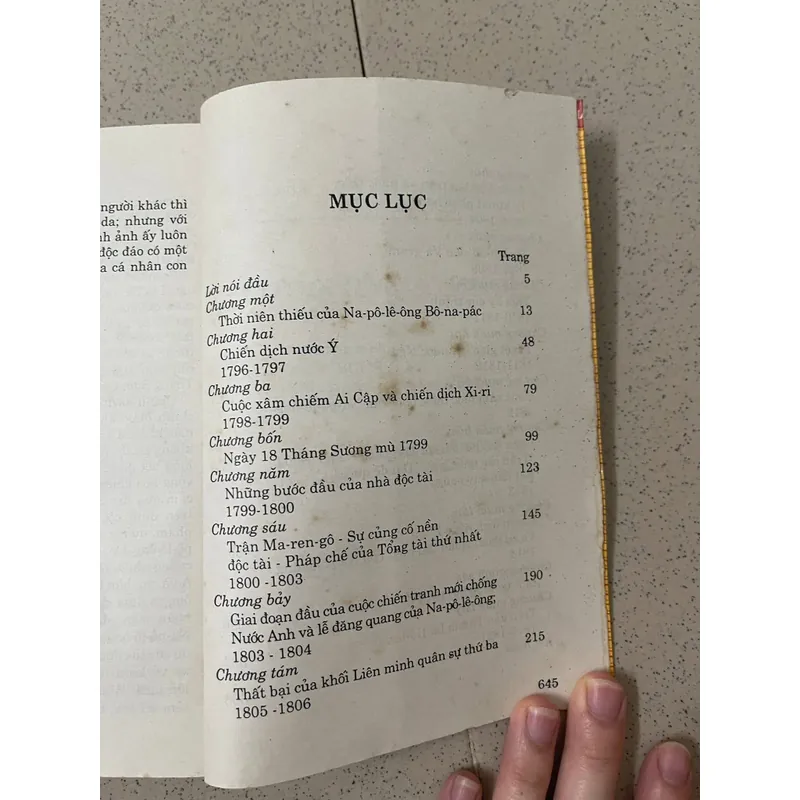 người khác thì
da; nhưng với
ảnh ấy luôn
độc đáo có một
cá nhân con
MỤC LỤC
Trang
Lời nói đầu 5
Chương một
Thời niên thiếu của Na-pô-lê-ông Bô-na-pác 13
Chương hai
Chiến dịch nước Ý 48
1796-1797
Chương ba
Cuộc xâm chiếm Ai Cập và chiến dịch Xi-ri 79
1798-1799
Chương bốn
Ngày 18 Tháng Sương mù 1799 99
Chương năm
Những bước đầu của nhà độc tài 123
1799-1800
Chương sáu
Trận Ma-ren-gô - Sự củng cố nền 145
độc tài - Pháp chế của Tổng tài thứ nhất
1800 -1803
Chương bảy
Giai đoạn đầu của cuộc chiến tranh mới chống 190
Nước Anh và lễ đăng quang của Na-pô-lê-ông;
1803 - 1804
Chương tám
Thất bại của khối Liên minh quân sự thứ ba 215
1805 -1806
645